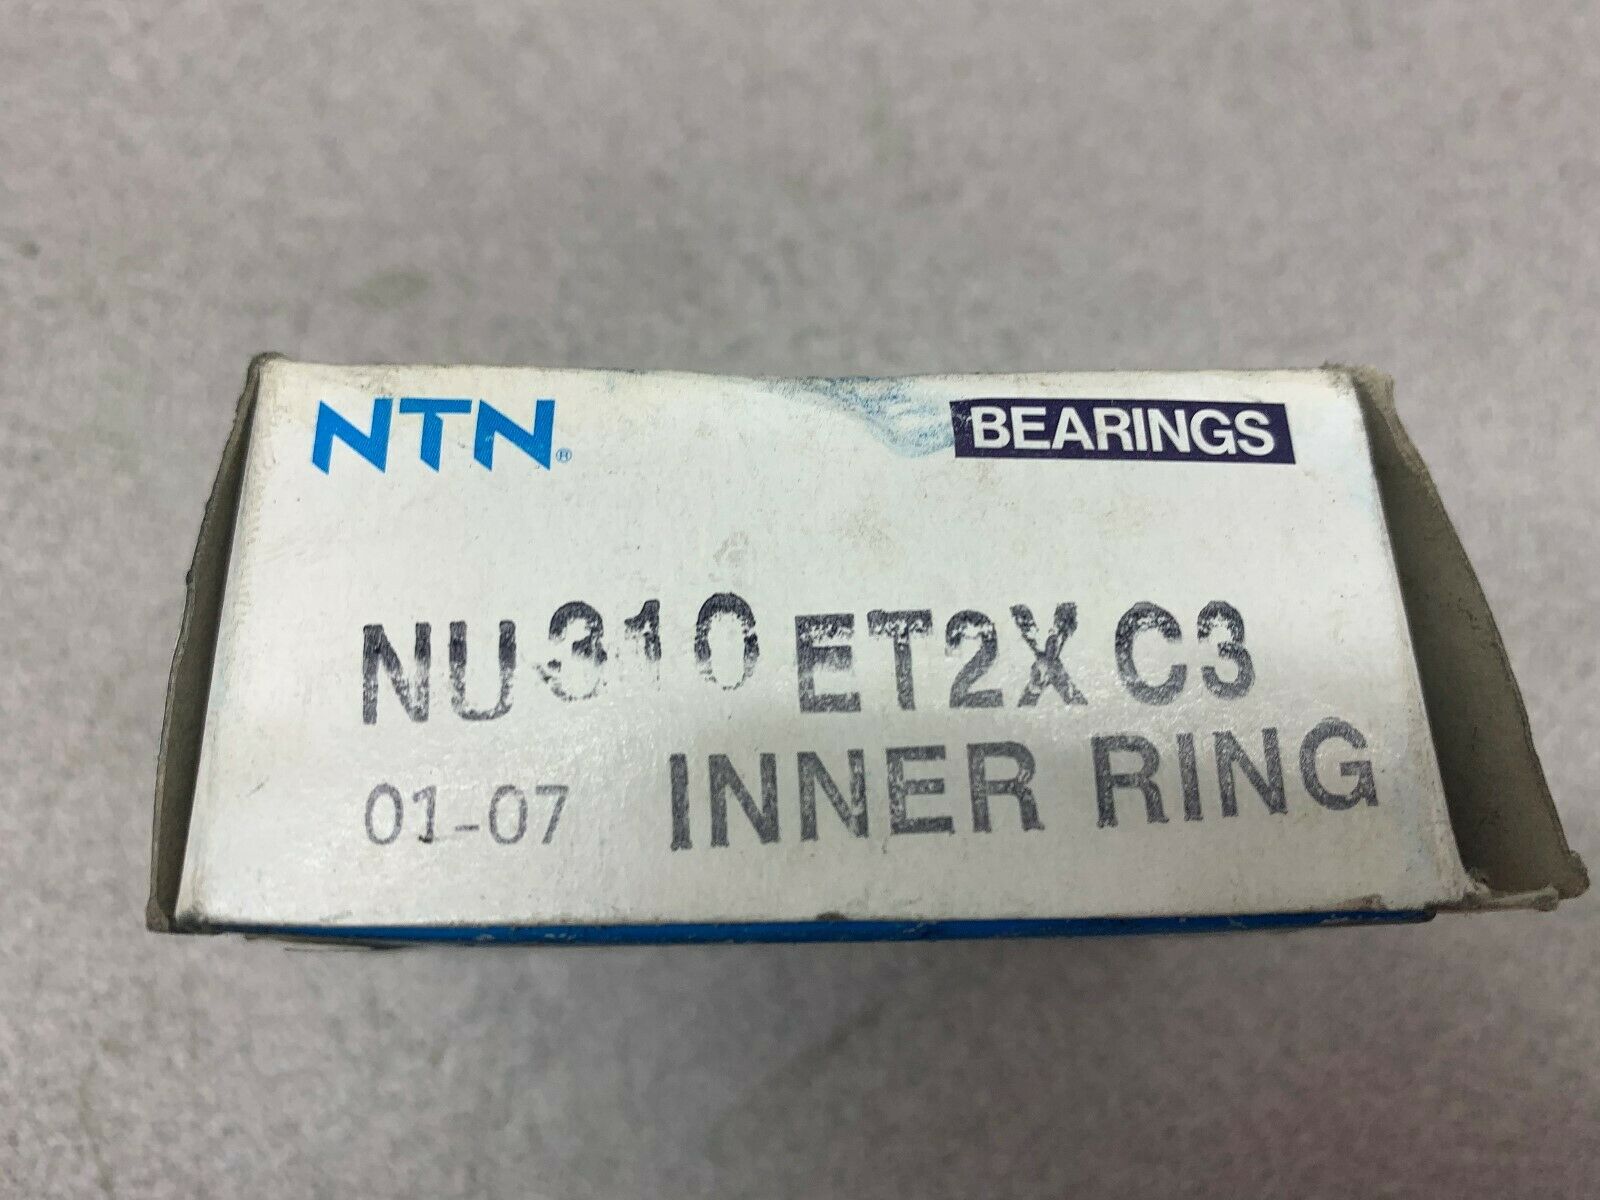 NTN® BEARINGS
NU310 ET2X C3
01-07 INNER RING